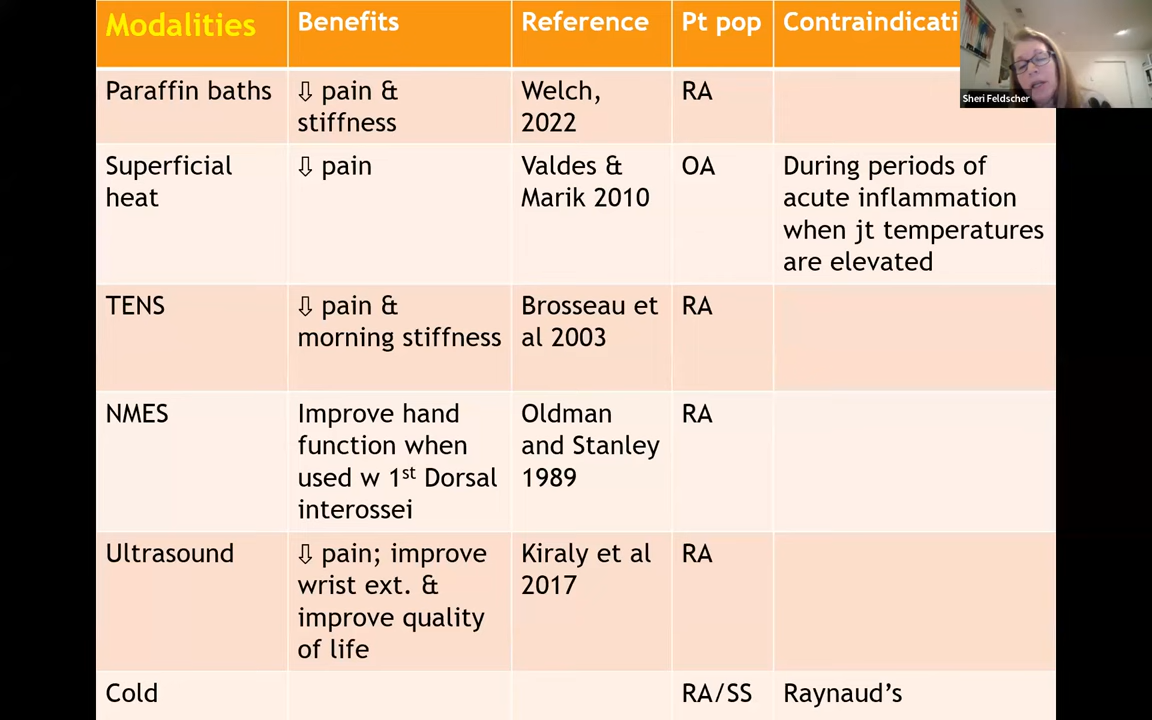 Modalities Benefits Reference Pt pop Contraindicati
Sheri Feldscher
Paraffin baths ⇩ pain & Welch, RA
stiffness 2022
Superficial ⇩ pain Valdes & OA During periods of
heat Marik 2010 acute inflammation
when jt temperatures
are elevated
TENS ⇩ pain & Brosseau et RA
morning stiffness al 2003
NMES Improve hand Oldman RA
function when and Stanley
used w 1st Dorsal 1989
interossei
Ultrasound ⇩ pain; improve Kiraly et al RA
wrist ext. & 2017
improve quality
of life
Cold RA/SS Raynaud’s